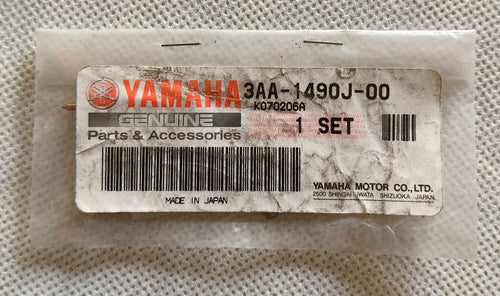 YAMAHA 3AA-1490J-00
K070206A
GENUINE
Parts & Accessories
1 SET
MADE IN JAPAN
YAMAHA MOTOR CO., LTD.
2500 SHINGAI-IWATA SHIZUOKA JAPAN